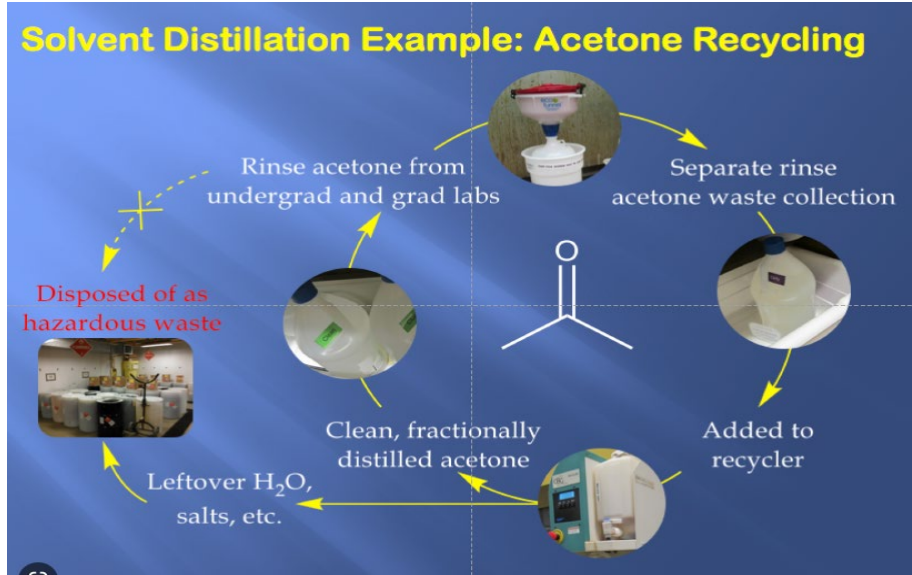 Solvent Distillation Example: Acetone Recycling
Rinse acetone from
undergrad and grad labs
Separate rinse
acetone waste collection
O
Disposed of as
hazardous waste
Clean, fractionally
distilled acetone
Added to
recycler
Leftover H₂O,
salts, etc.